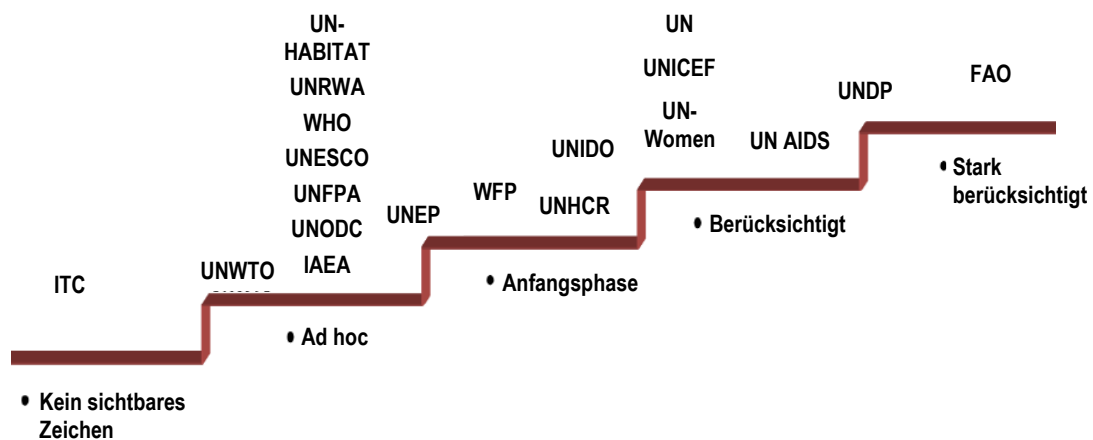 UN-
HABITAT
UNRWA
WHO
UNESCO
UNFPA
UNODC
IAEA
UN
UNICEF
UN-
Women
FAO
UNDP
UN AIDS
UNIDO
UNHCR
WFP
UNEP
UNWTO
ITC
• Stark
berücksichtigt
• Berücksichtigt
• Anfangsphase
• Ad hoc
• Kein sichtbares
Zeichen